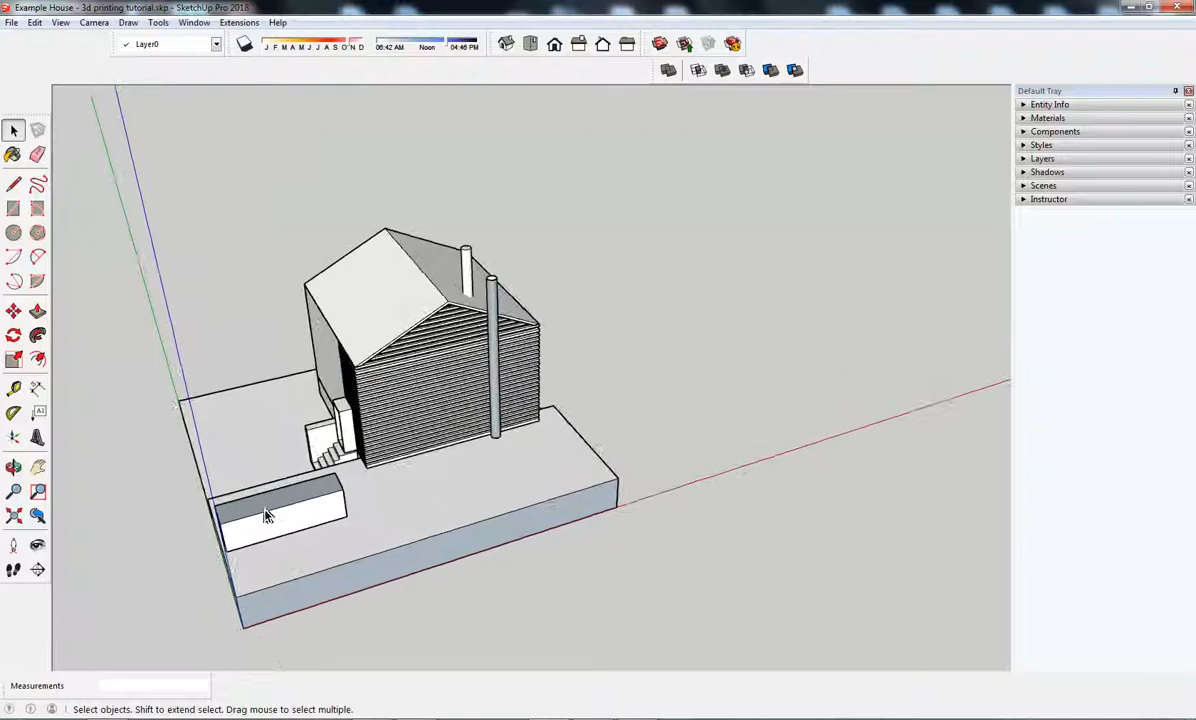 Example House - 3d printing tutorial.skp - SketchUp Pro 2018
File Edit View Camera Draw Tools Window Extensions Help
✓ Layer0
J F M A M J J A S O N D
06:42 AM Noon 04:46 PM
Default Tray
Entity Info
Materials
Components
Styles
Layers
Shadows
Scenes
Instructor
A1
Measurements
Select objects. Shift to extend select. Drag mouse to select multiple.